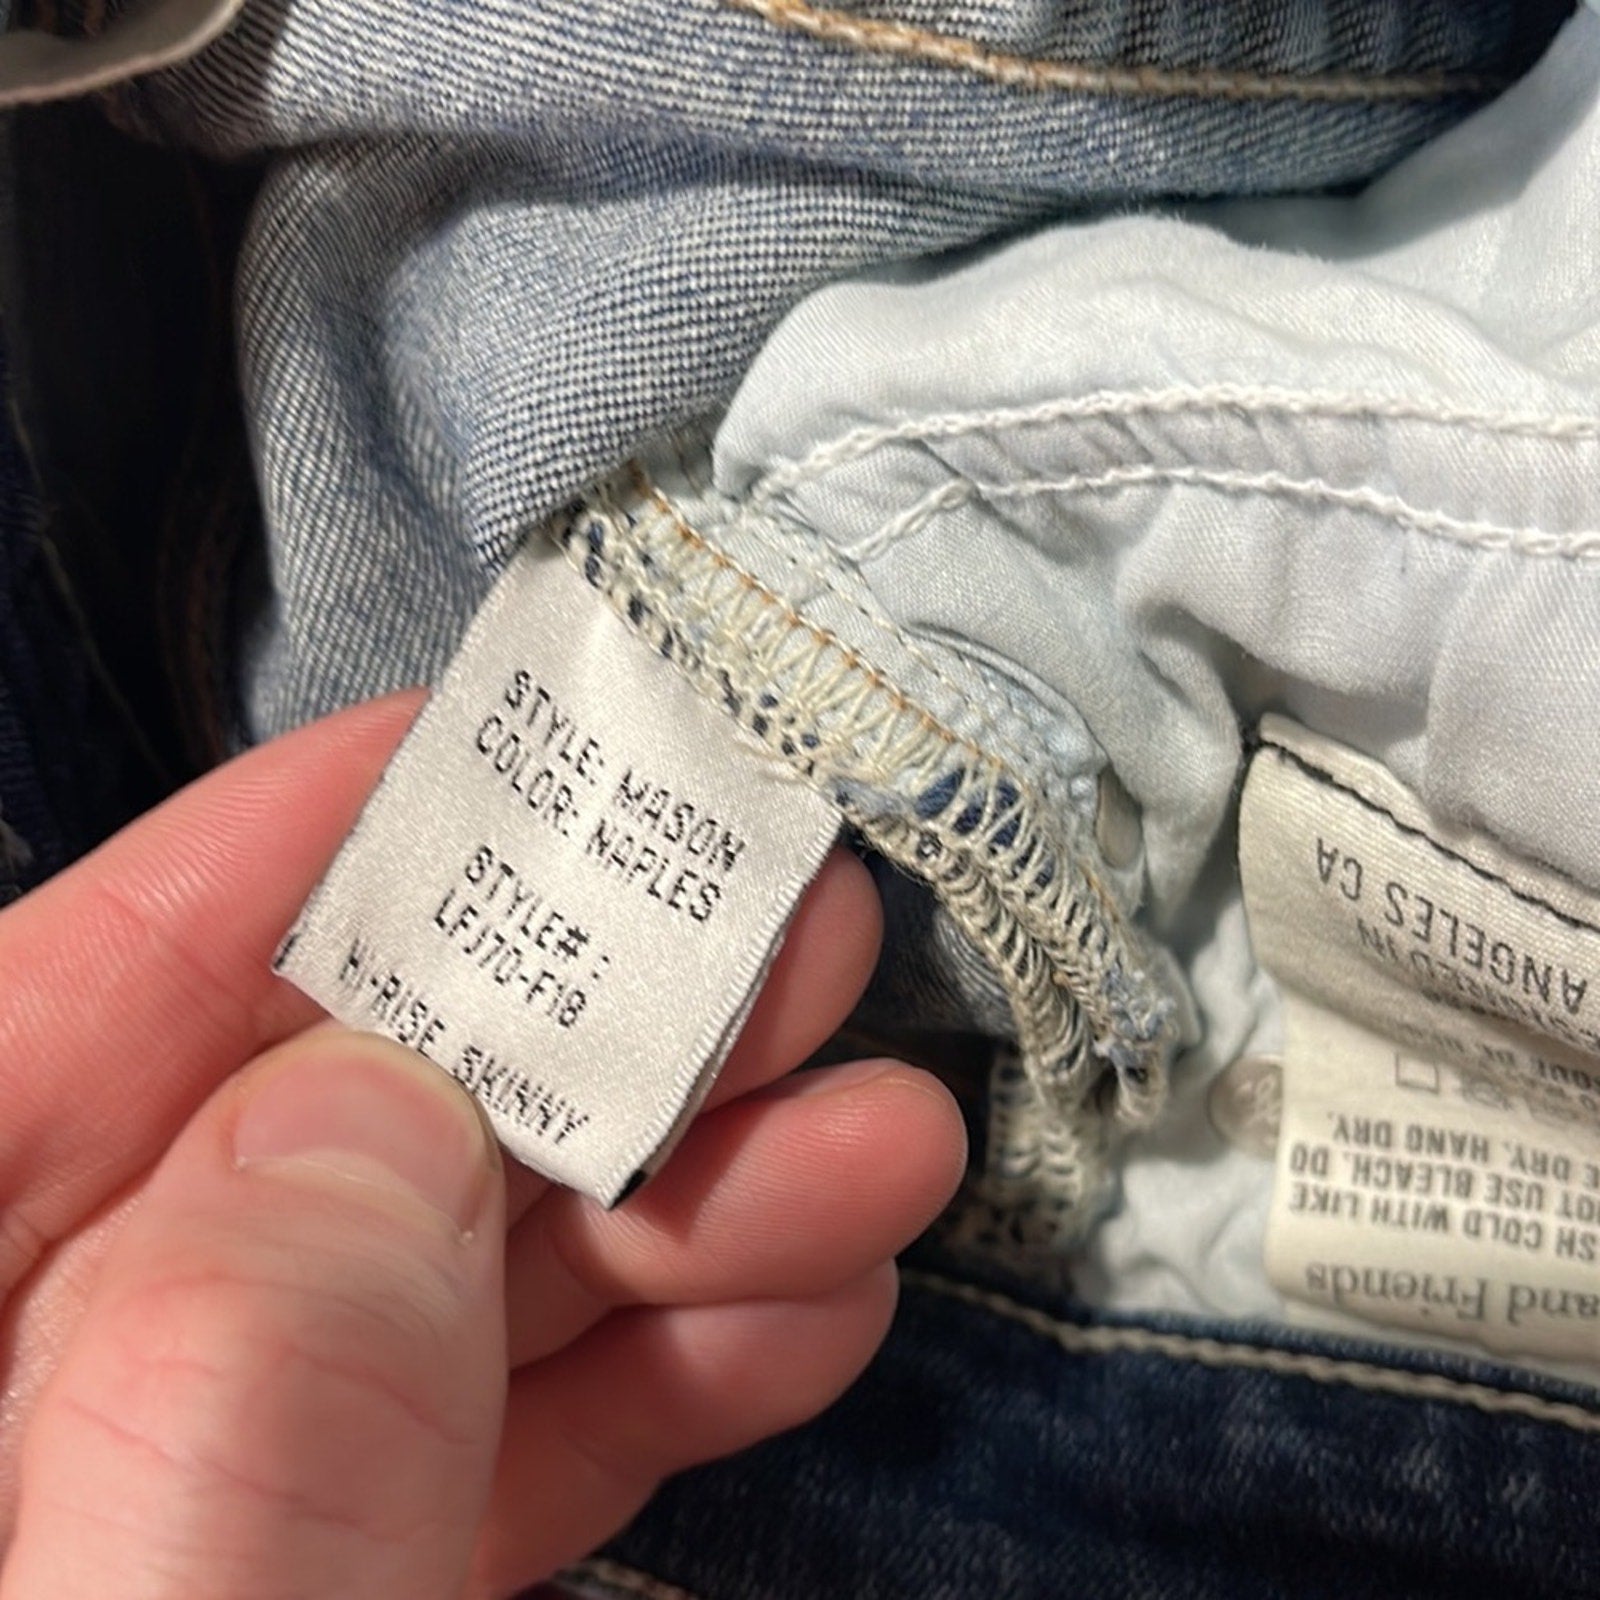 STYLE: MASON
COLOR: NAPLES
STYLE# :
LFJ70-F18
HI-RISE SKINNY
and Friends
SH COLD WITH LIKE
NOT USE BLEACH. DO
E DRY. HAND DRY.
ANGELES CA